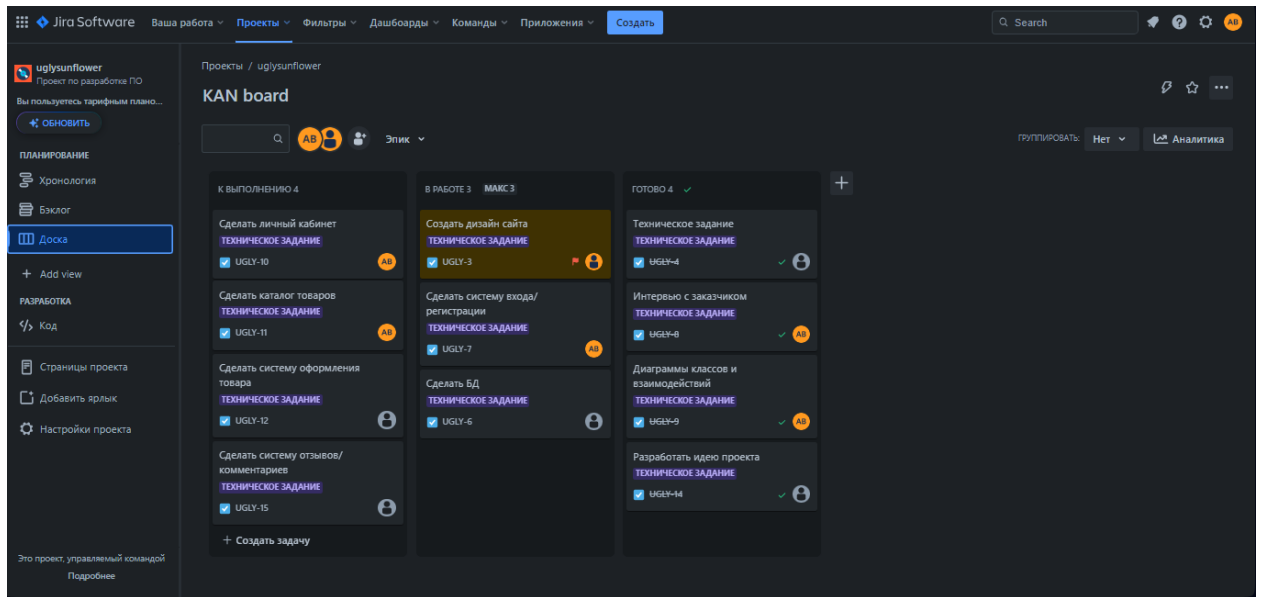 Jira Software Ваша работа Проекты Фильтры Дашбоарды Команды Приложения Создать Search AB
uglysunflower
Проект по разработке ПО
Вы пользуетесь тарифным плано...
ОБНОВИТЬ
ПЛАНИРОВАНИЕ
Хронология
Бэклог
Доска
Add view
РАЗРАБОТКА
Код
Страницы проекта
Добавить ярлык
Настройки проекта
Это проект, управляемый командой
Подробнее
Проекты / uglysunflower
KAN board
AB Эпик ГРУППИРОВАТЬ: Нет Аналитика
К ВЫПОЛНЕНИЮ 4
Сделать личный кабинет
ТЕХНИЧЕСКОЕ ЗАДАНИЕ
UGLY-10 AB
Сделать каталог товаров
ТЕХНИЧЕСКОЕ ЗАДАНИЕ
UGLY-11 AB
Сделать систему оформления
товара
ТЕХНИЧЕСКОЕ ЗАДАНИЕ
UGLY-12
Сделать систему отзывов/
комментариев
ТЕХНИЧЕСКОЕ ЗАДАНИЕ
UGLY-15
+ Создать задачу
В РАБОТЕ 3 МАКС 3
Создать дизайн сайта
ТЕХНИЧЕСКОЕ ЗАДАНИЕ
UGLY-3
Сделать систему входа/
регистрации
ТЕХНИЧЕСКОЕ ЗАДАНИЕ
UGLY-7 AB
Сделать БД
ТЕХНИЧЕСКОЕ ЗАДАНИЕ
UGLY-6
ГОТОВО 4
Техническое задание
ТЕХНИЧЕСКОЕ ЗАДАНИЕ
UGLY-4
Интервью с заказчиком
ТЕХНИЧЕСКОЕ ЗАДАНИЕ
UGLY-8 AB
Диаграммы классов и
взаимодействий
ТЕХНИЧЕСКОЕ ЗАДАНИЕ
UGLY-9 AB
Разработать идею проекта
ТЕХНИЧЕСКОЕ ЗАДАНИЕ
UGLY-14